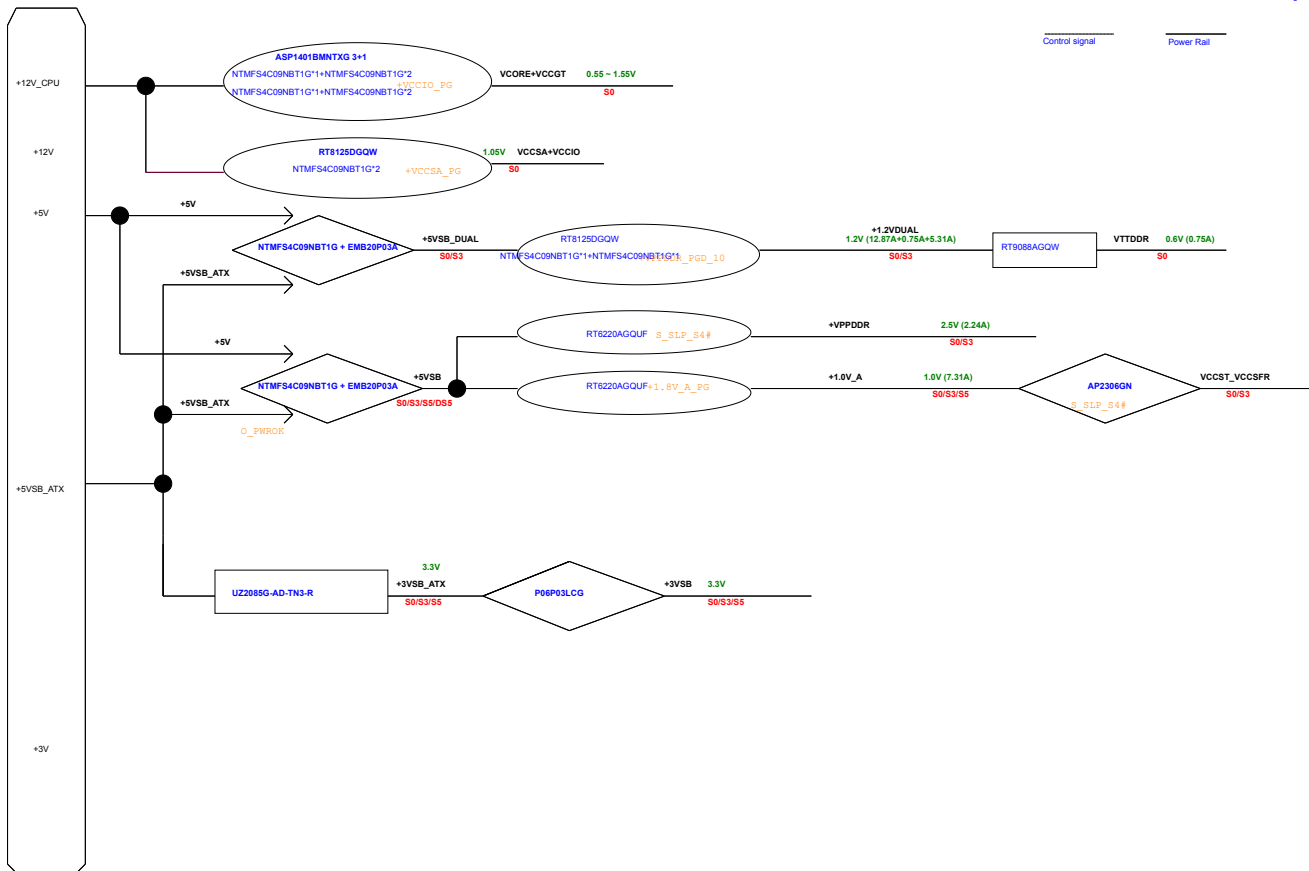 Control signal
Power Rail
ASP1401BMNTXG 3+1
NTMFS4C09NBT1G*1+NTMFS4C09NBT1G*2
+VCCIO_PG
NTMFS4C09NBT1G*1+NTMFS4C09NBT1G*2
VCORE+VCCGT
0.55 ~ 1.55V
S0
+12V_CPU
+12V
RT8125DGQW
NTMFS4C09NBT1G*2
+VCCSA_PG
1.05V
VCCSA+VCCIO
S0
+5V
+5V
NTMFS4C09NBT1G + EMB20P03A
+5VSB_ATX
+5VSB_DUAL
S0/S3
RT8125DGQW
NTMFS4C09NBT1G*1+NTMFS4C09NBT1G*1
+1.2VDUAL
1.2V (12.87A+0.75A+5.31A)
S0/S3
RT9088AGQW
VTTDDR
0.6V (0.75A)
S0
+5V
NTMFS4C09NBT1G + EMB20P03A
+5VSB_ATX
O_PWROK
+5VSB
S0/S3/S5/DS5
RT6220AGQUF
S_SLP_S4#
+VPPDDR
2.5V (2.24A)
S0/S3
RT6220AGQUF
+1.8V_A_PG
+1.0V_A
1.0V (7.31A)
S0/S3/S5
AP2306GN
S_SLP_S4#
VCCST_VCCSFR
S0/S3
+5VSB_ATX
UZ2085G-AD-TN3-R
3.3V
+3VSB_ATX
S0/S3/S5
P06P03LCG
+3VSB
3.3V
S0/S3/S5
+3V